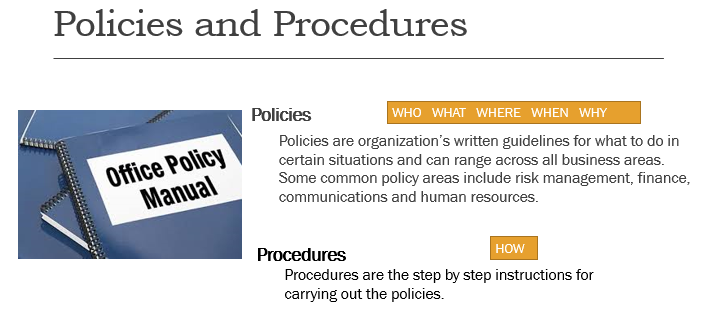 Policies and Procedures
Office Policy
Manual
Policies
WHO WHAT WHERE WHEN WHY
Policies are organization’s written guidelines for what to do in
certain situations and can range across all business areas.
Some common policy areas include risk management, finance,
communications and human resources.
Procedures
HOW
Procedures are the step by step instructions for
carrying out the policies.